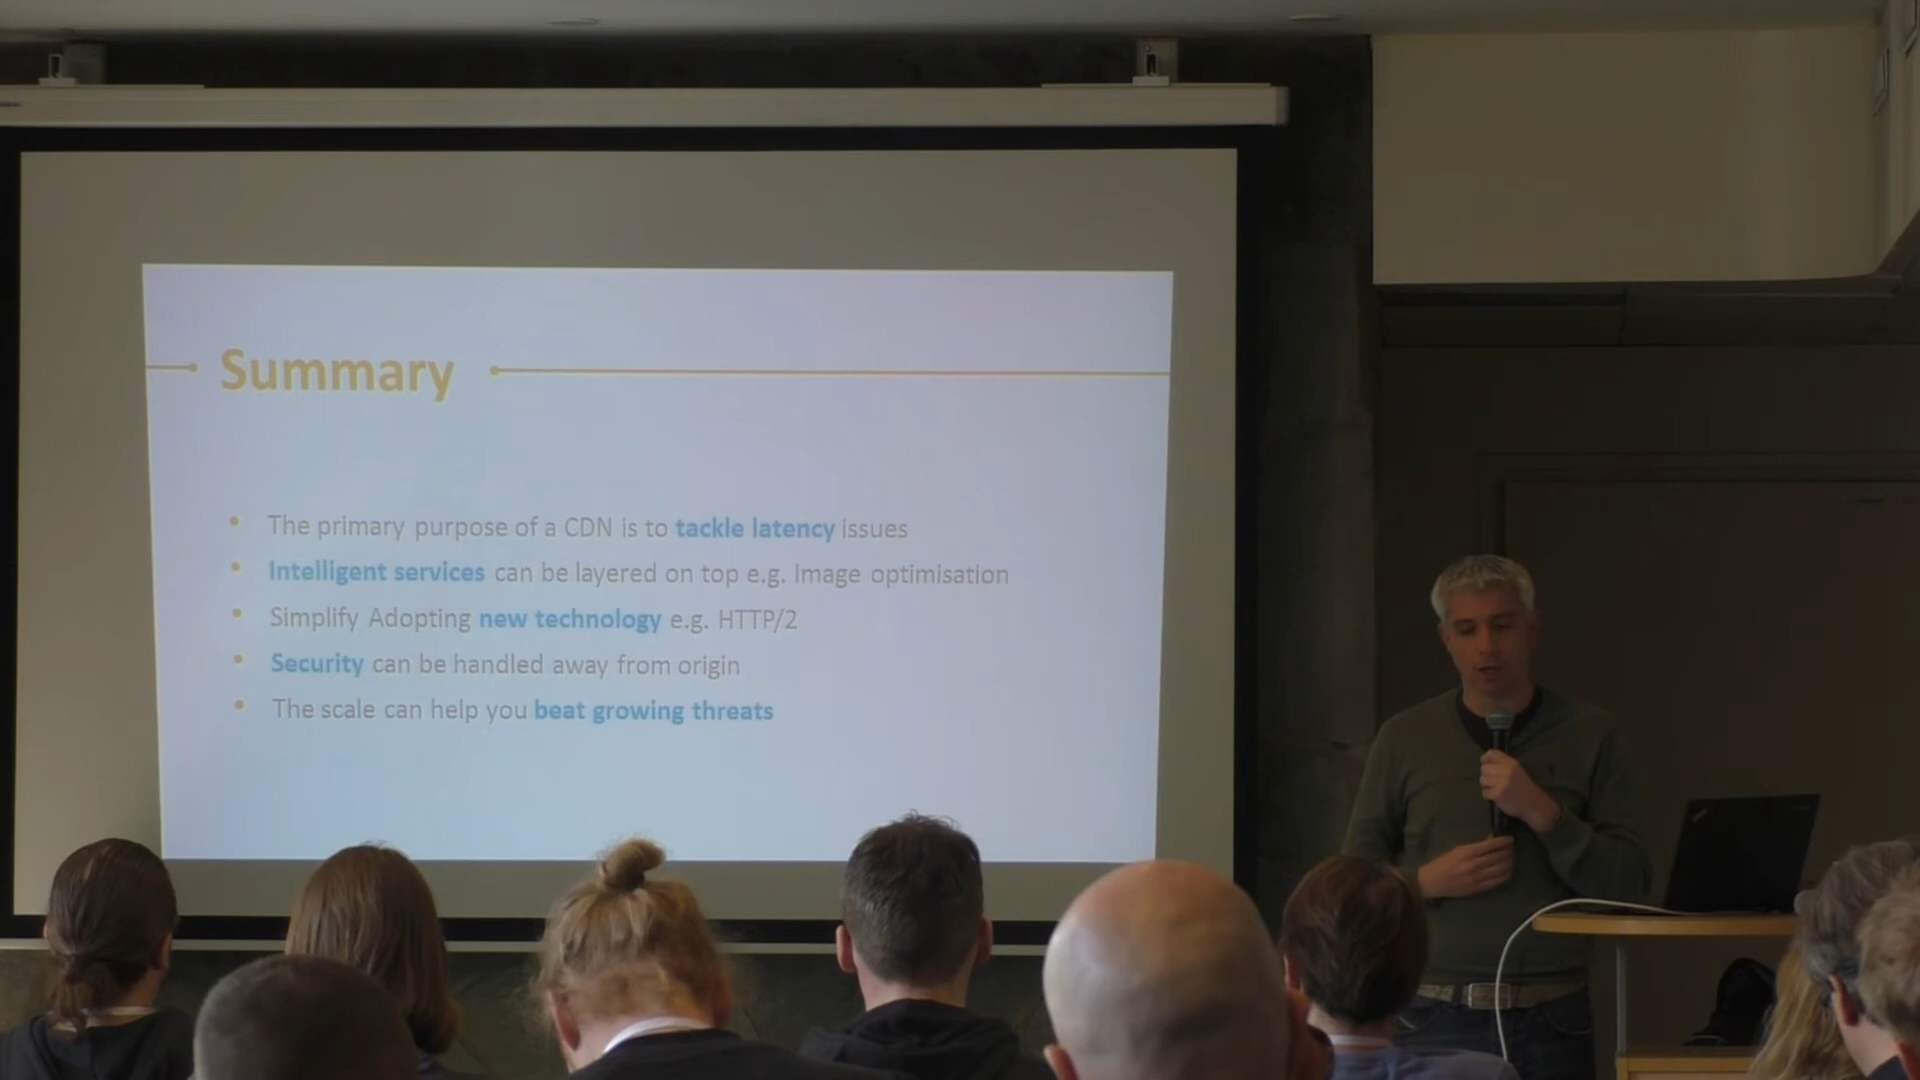 Summary
• The primary purpose of a CDN is to tackle latency issues
• Intelligent services can be layered on top e.g. Image optimisation
• Simplify Adopting new technology e.g. HTTP/2
• Security can be handled away from origin
• The scale can help you beat growing threats